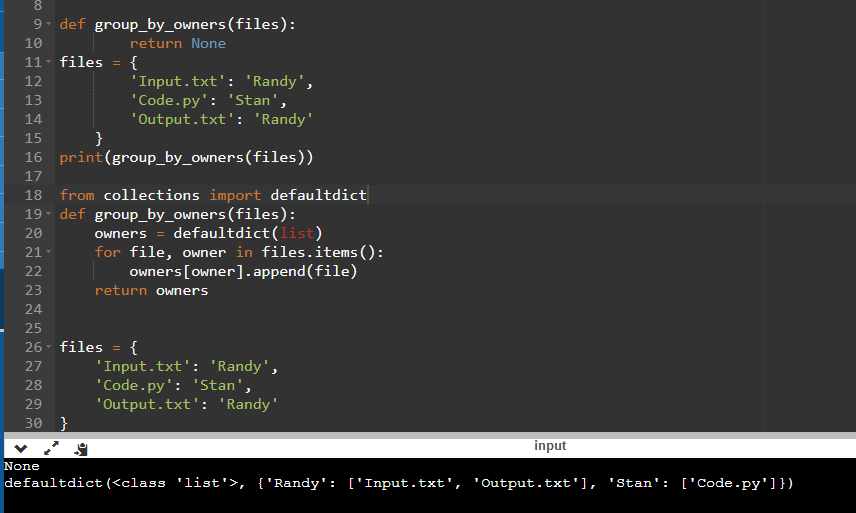 8
9 def group_by_owners(files):
10         return None
11 files = {
12         'Input.txt': 'Randy',
13         'Code.py': 'Stan',
14         'Output.txt': 'Randy'
15     }
16 print(group_by_owners(files))
17
18 from collections import defaultdict
19 def group_by_owners(files):
20     owners = defaultdict(list)
21     for file, owner in files.items():
22         owners[owner].append(file)
23     return owners
24
25
26 files = {
27     'Input.txt': 'Randy',
28     'Code.py': 'Stan',
29     'Output.txt': 'Randy'
30 }
input
None
defaultdict(<class 'list'>, {'Randy': ['Input.txt', 'Output.txt'], 'Stan': ['Code.py']})